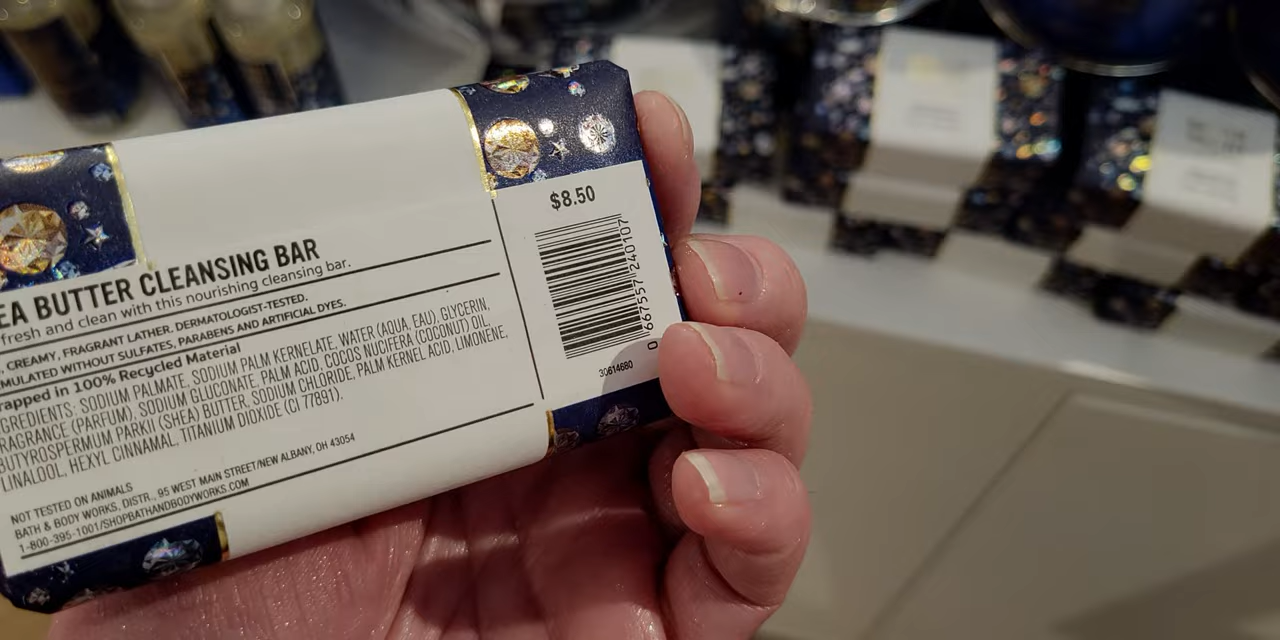 EA BUTTER CLEANSING BAR
fresh and clean with this nourishing cleansing bar.
CREAMY, FRAGRANT LATHER. DERMATOLOGIST-TESTED.
MULATED WITHOUT SULFATES, PARABENS AND ARTIFICIAL DYES.
rapped in 100% Recycled Material
GREDIENTS: SODIUM PALMATE, SODIUM PALM KERNELATE, WATER (AQUA, EAU), GLYCERIN,
RAGRANCE (PARFUM), SODIUM GLUCONATE, PALM ACID, COCOS NUCIFERA (COCONUT) OIL,
BUTYROSPERMUM PARKII (SHEA) BUTTER, SODIUM CHLORIDE, PALM KERNEL ACID, LIMONENE,
LINALOOL, HEXYL CINNAMAL, TITANIUM DIOXIDE (CI 77891).
NOT TESTED ON ANIMALS
BATH & BODY WORKS, DISTR., 95 WEST MAIN STREET/NEW ALBANY, OH 43054
1-800-395-1001/SHOPBATHANDBODYWORKS.COM
$8.50
0 667557 240107
30614680